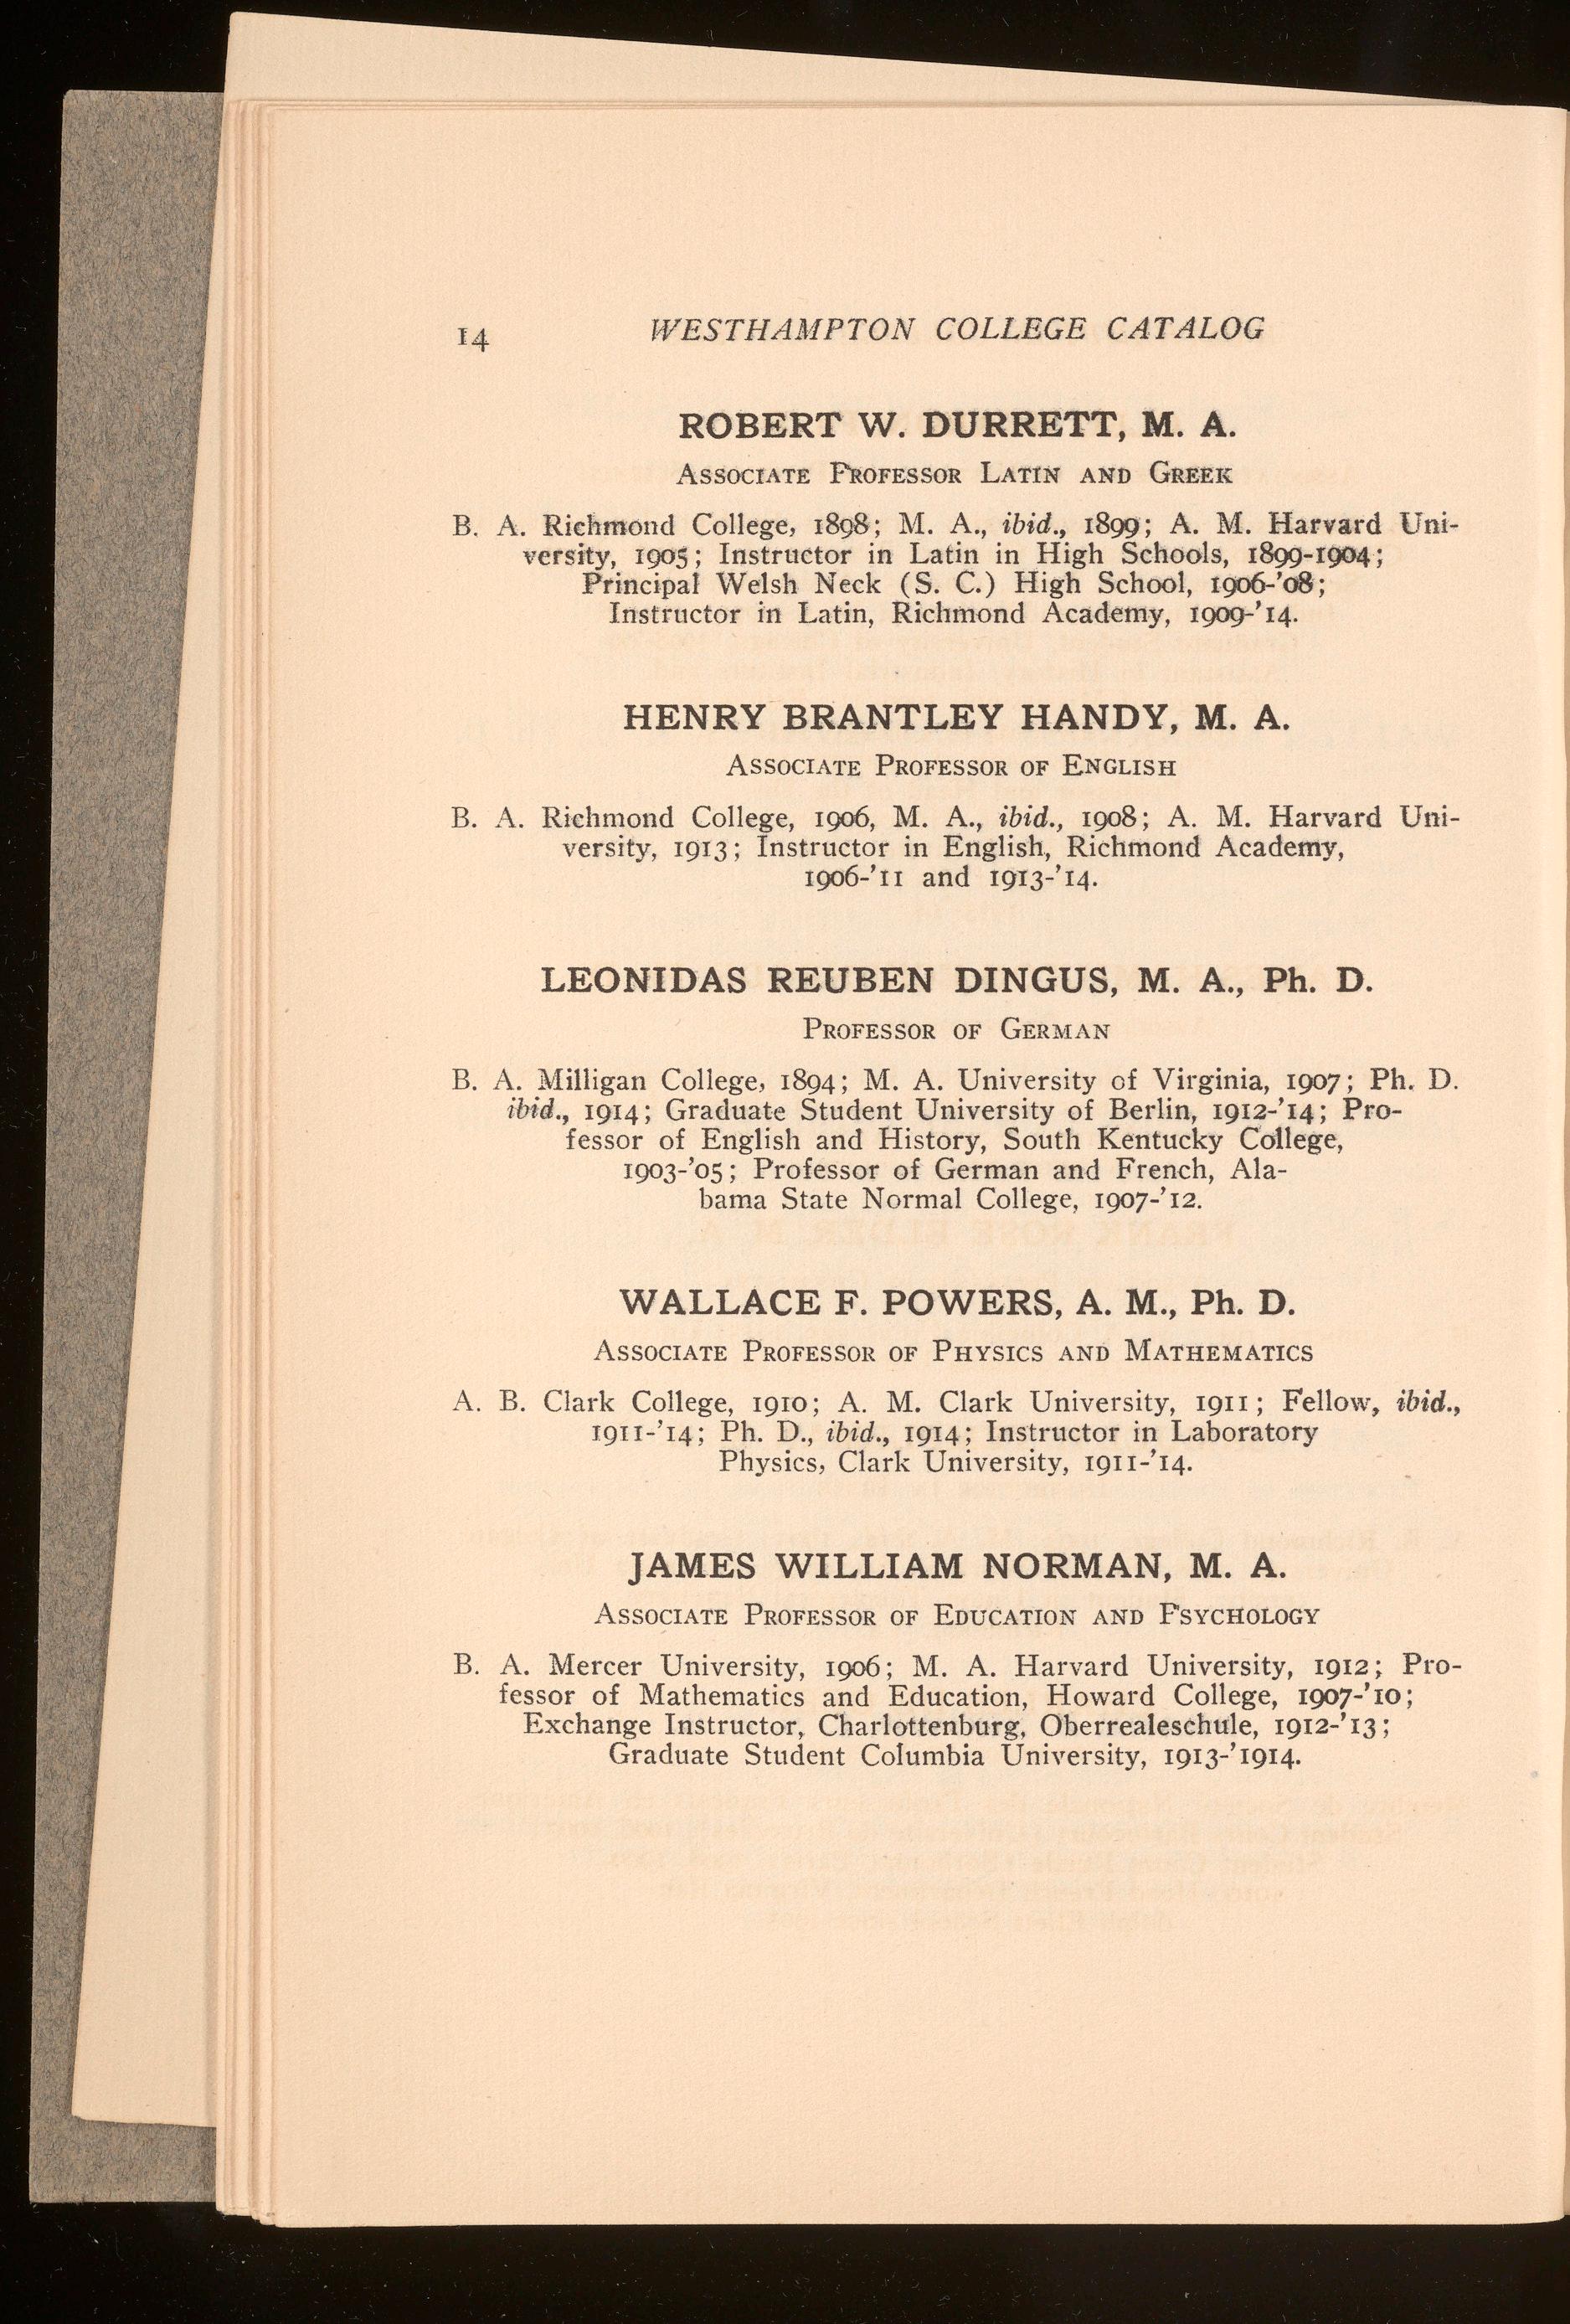 14 WESTHAMPTON COLLEGE CATALOG
ROBERT W. DURRETT, M. A.
ASSOCIATE PROFESSOR LATIN AND GREEK
B. A. Richmond College, 1898; M. A., ibid., 1899; A. M. Harvard Uni-
versity, 1905; Instructor in Latin in High Schools, 1899-1904;
Principal Welsh Neck (S. C.) High School, 1906-'08;
Instructor in Latin, Richmond Academy, 1909-'14.
HENRY BRANTLEY HANDY, M. A.
ASSOCIATE PROFESSOR OF ENGLISH
B. A. Richmond College, 1906, M. A., ibid., 1908; A. M. Harvard Uni-
versity, 1913; Instructor in English, Richmond Academy,
1906-'11 and 1913-'14.
LEONIDAS REUBEN DINGUS, M. A., Ph. D.
PROFESSOR OF GERMAN
B. A. Milligan College, 1894; M. A. University of Virginia, 1907; Ph. D.
ibid., 1914; Graduate Student University of Berlin, 1912-'14; Pro-
fessor of English and History, South Kentucky College,
1903-'05; Professor of German and French, Ala-
bama State Normal College, 1907-'12.
WALLACE F. POWERS, A. M., Ph. D.
ASSOCIATE PROFESSOR OF PHYSICS AND MATHEMATICS
A. B. Clark College, 1910; A. M. Clark University, 1911; Fellow, ibid.,
1911-'14; Ph. D., ibid., 1914; Instructor in Laboratory
Physics, Clark University, 1911-'14.
JAMES WILLIAM NORMAN, M. A.
ASSOCIATE PROFESSOR OF EDUCATION AND PSYCHOLOGY
B. A. Mercer University, 1906; M. A. Harvard University, 1912; Pro-
fessor of Mathematics and Education, Howard College, 1907-'10;
Exchange Instructor, Charlottenburg, Oberrealeschule, 1912-'13;
Graduate Student Columbia University, 1913-'1914.